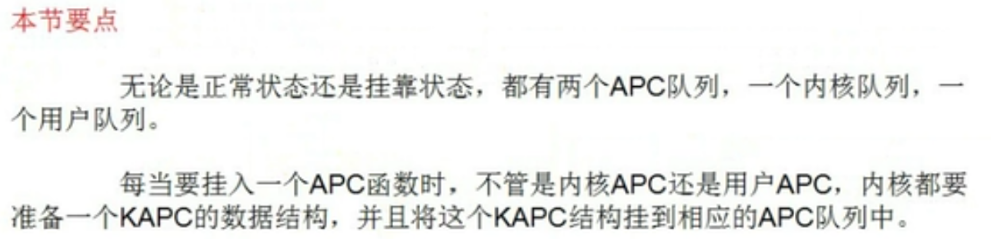 本节要点
无论是正常状态还是挂靠状态，都有两个APC队列，一个内核队列，一
个用户队列。
每当要挂入一个APC函数时，不管是内核APC还是用户APC，内核都要
准备一个KAPC的数据结构，并且将这个KAPC结构挂到相应的APC队列中。